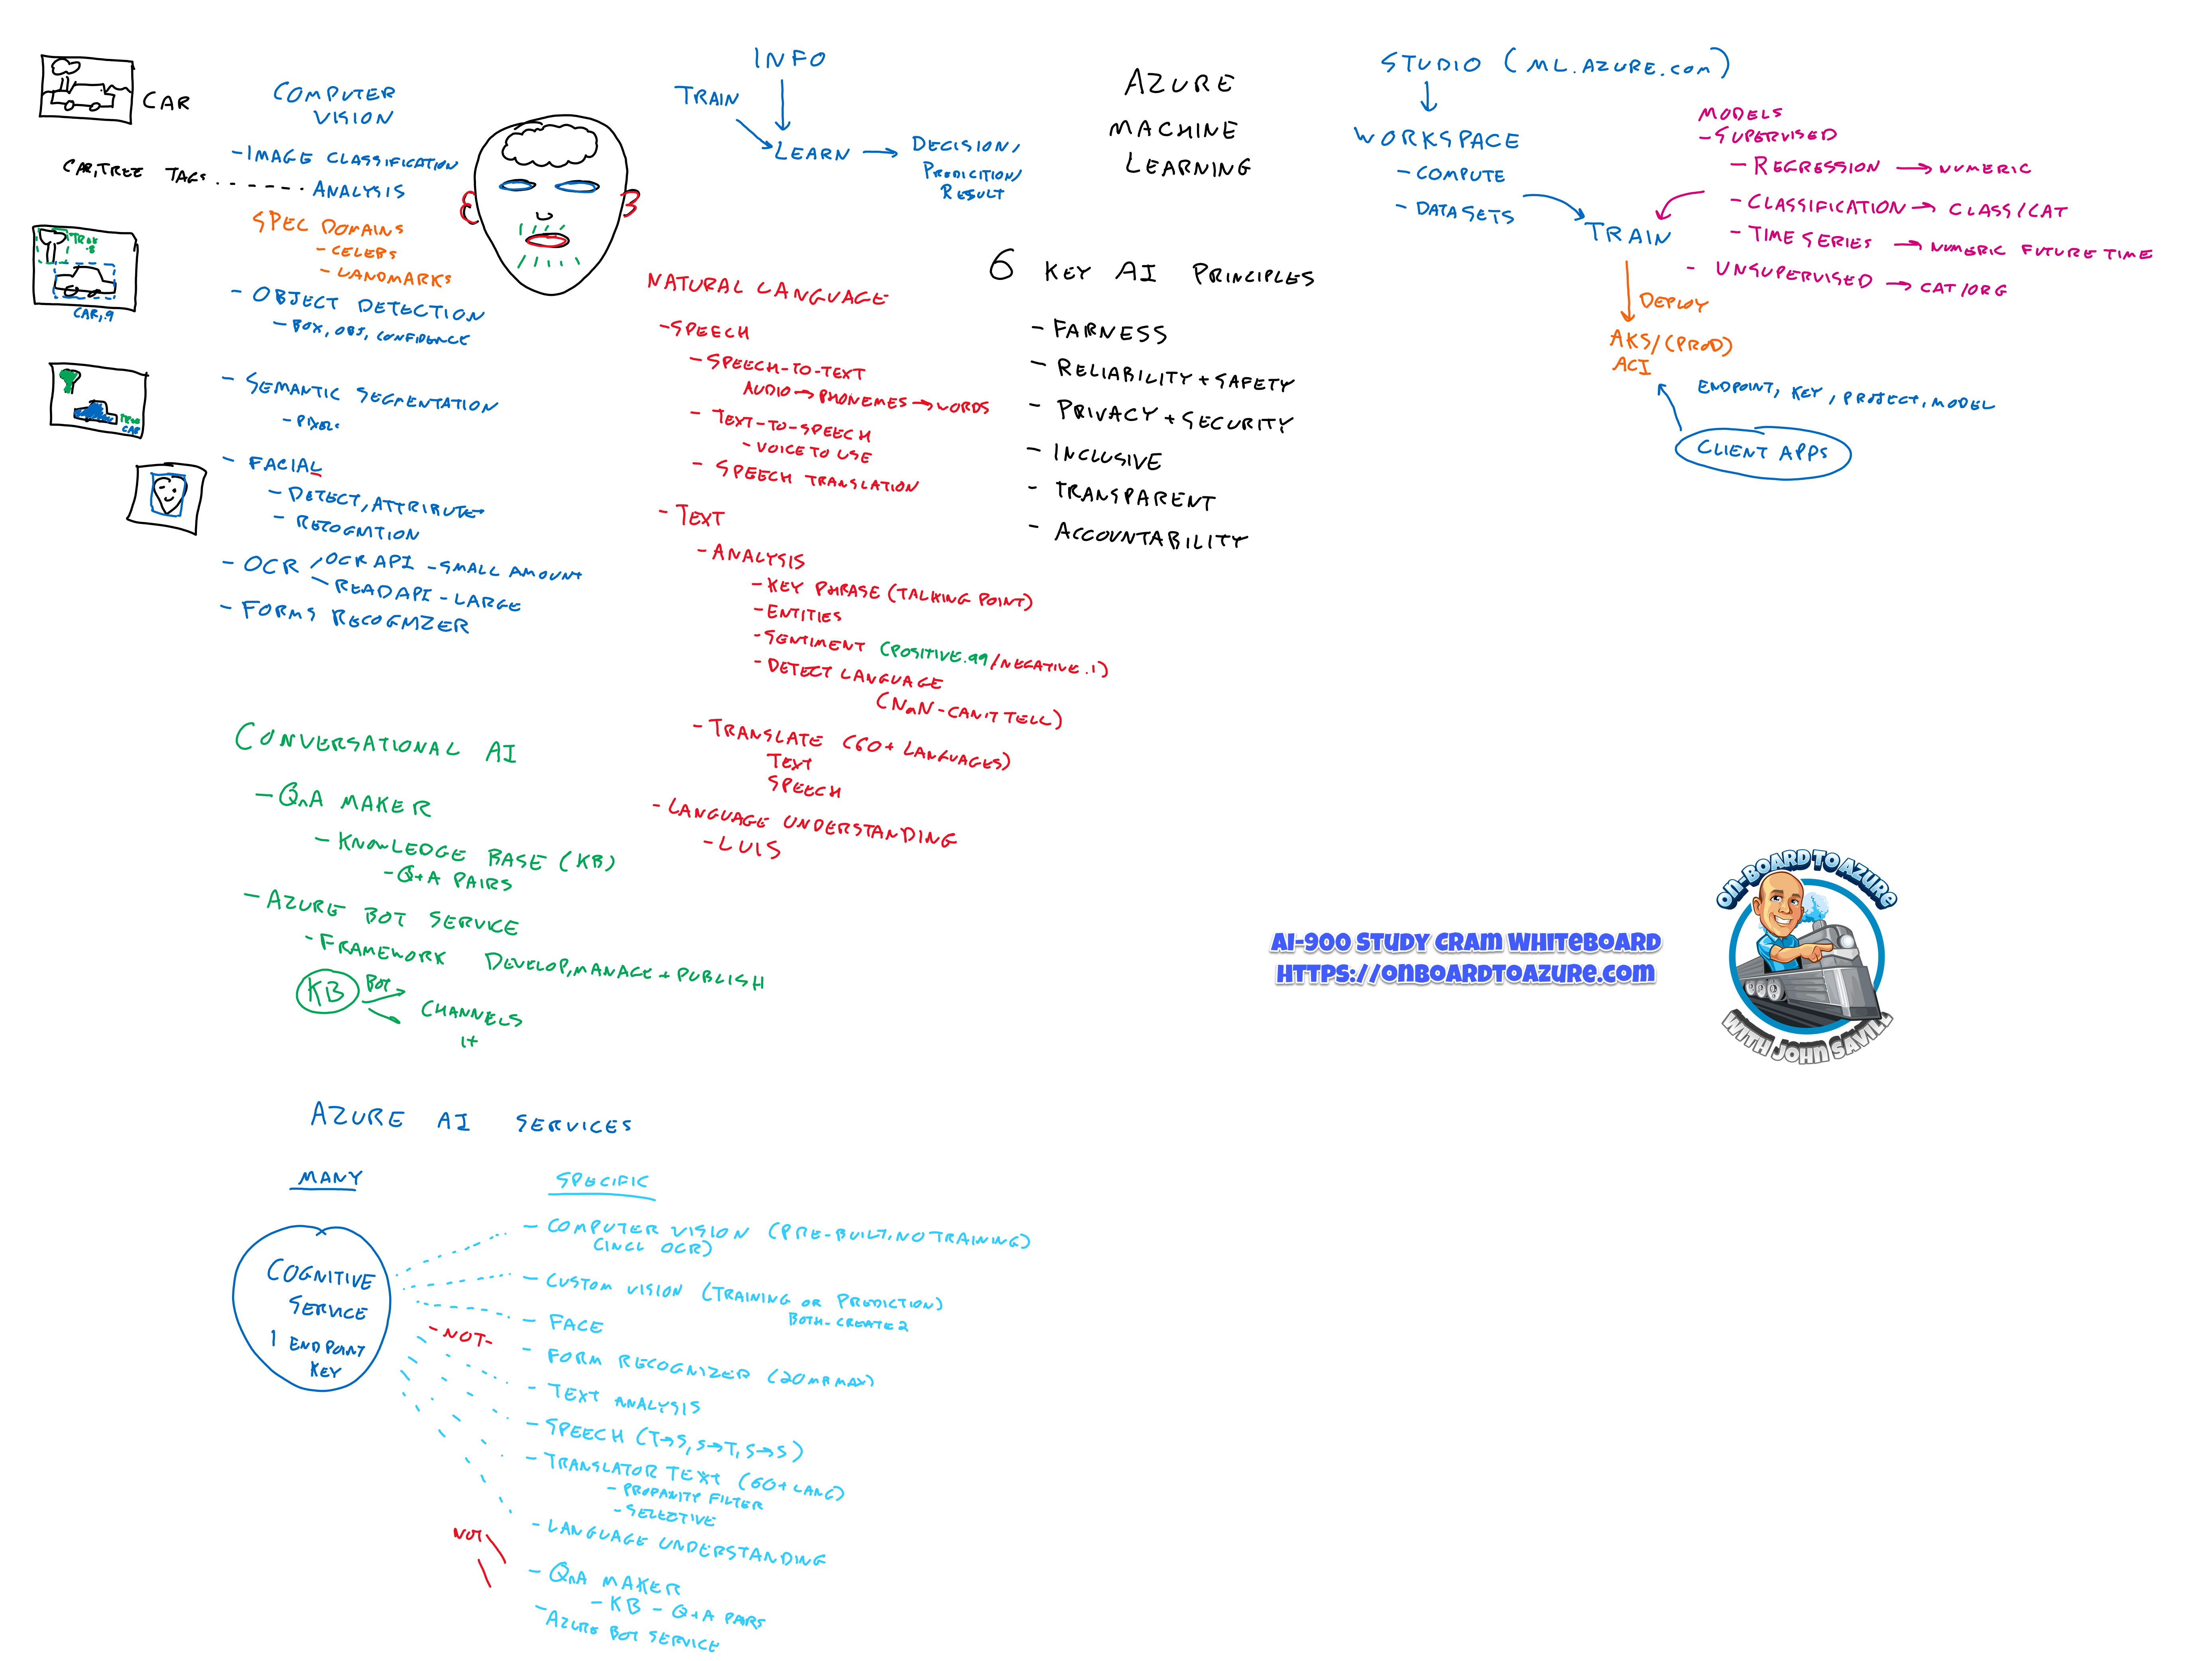 CAR
COMPUTER
VISION
- IMAGE CLASSIFICATION
CAR,TREE TAGS ------- ANALYSIS
SPEC DOMAINS
- CELEBS
- LANDMARKS
TREE
.8
CAR,.9
- OBJECT DETECTION
- BOX, OBJ, CONFIDENCE
- SEMANTIC SEGMENTATION
- PIXEL
TREE
CAR
- FACIAL
- DETECT, ATTRIBUTES
- RECOGNITION
- OCR
OCR API - SMALL AMOUNT
READ API - LARGE
- FORMS RECOGNIZER
INFO
TRAIN
LEARN → DECISION/
PREDICITION/
RESULT
NATURAL LANGUAGE
- SPEECH
- SPEECH-TO-TEXT
AUDIO → PHONEMES → WORDS
- TEXT-TO-SPEECH
- VOICE TO USE
- SPEECH TRANSLATION
- TEXT
- ANALYSIS
- KEY PHRASE (TALKING POINT)
- ENTITIES
- SENTIMENT (POSITIVE.99/NEGATIVE.1)
- DETECT LANGUAGE
(NaN - CAN'T TELL)
- TRANSLATE (60+ LANGUAGES)
TEXT
SPEECH
- LANGUAGE UNDERSTANDING
- LUIS
AZURE
MACHINE
LEARNING
6 KEY AI PRINCIPLES
- FARNESS
- RELIABILITY + SAFETY
- PRIVACY + SECURITY
- INCLUSIVE
- TRANSPARENT
- ACCOUNTABILITY
STUDIO (ML.AZURE.COM)
WORKSPACE
- COMPUTE
- DATASETS
TRAIN
MODELS
- SUPERVISED
- REGRESSION → NUMERIC
- CLASSIFICATION → CLASS/CAT
- TIME SERIES → NUMERIC FUTURE TIME
- UNSUPERVISED → CAT/ORG
DEPLOY
AKS/(PROD)
ACI
ENDPOINT, KEY, PROJECT, MODEL
CLIENT APPS
CONVERSATIONAL AI
- QnA MAKER
- KNOWLEDGE BASE (KB)
- Q+A PAIRS
- AZURE BOT SERVICE
- FRAMEWORK DEVELOP,MANAGE + PUBLISH
KB BOT
CHANNELS
1+
AI-900 STUDY CRAM WHITEBOARD
HTTPS://ONBOARDTOAZURE.COM
ON-BOARD TO AZURE
WITH JOHN SAVILL
AZURE AI SERVICES
MANY
SPECIFIC
COGNITIVE
SERVICE
1 ENDPOINT
KEY
- COMPUTER VISION (PRE-BUILT, NO TRAINING)
(INCL OCR)
- CUSTOM VISION (TRAINING OR PREDICTION)
BOTH - CREATE 2
- FACE
- NOT -
- FORM RECOGNIZER (20MB MAX)
- TEXT ANALYSIS
- SPEECH (T→S, S→T, S→S)
- TRANSLATOR TEXT (60+ LANG)
- PROFANITY FILTER
- SELECTIVE
- LANGUAGE UNDERSTANDING
NOT
- QnA MAKER
- KB - Q+A PAIRS
- AZURE BOT SERVICE